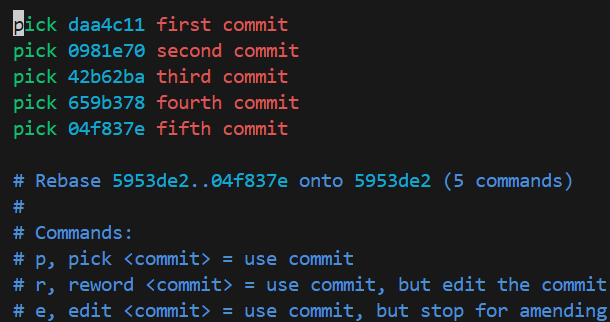 pick daa4c11 first commit
pick 0981e70 second commit
pick 42b62ba third commit
pick 659b378 fourth commit
pick 04f837e fifth commit
# Rebase 5953de2..04f837e onto 5953de2 (5 commands)
#
# Commands:
# p, pick <commit> = use commit
# r, reword <commit> = use commit, but edit the commit
# e, edit <commit> = use commit, but stop for amending